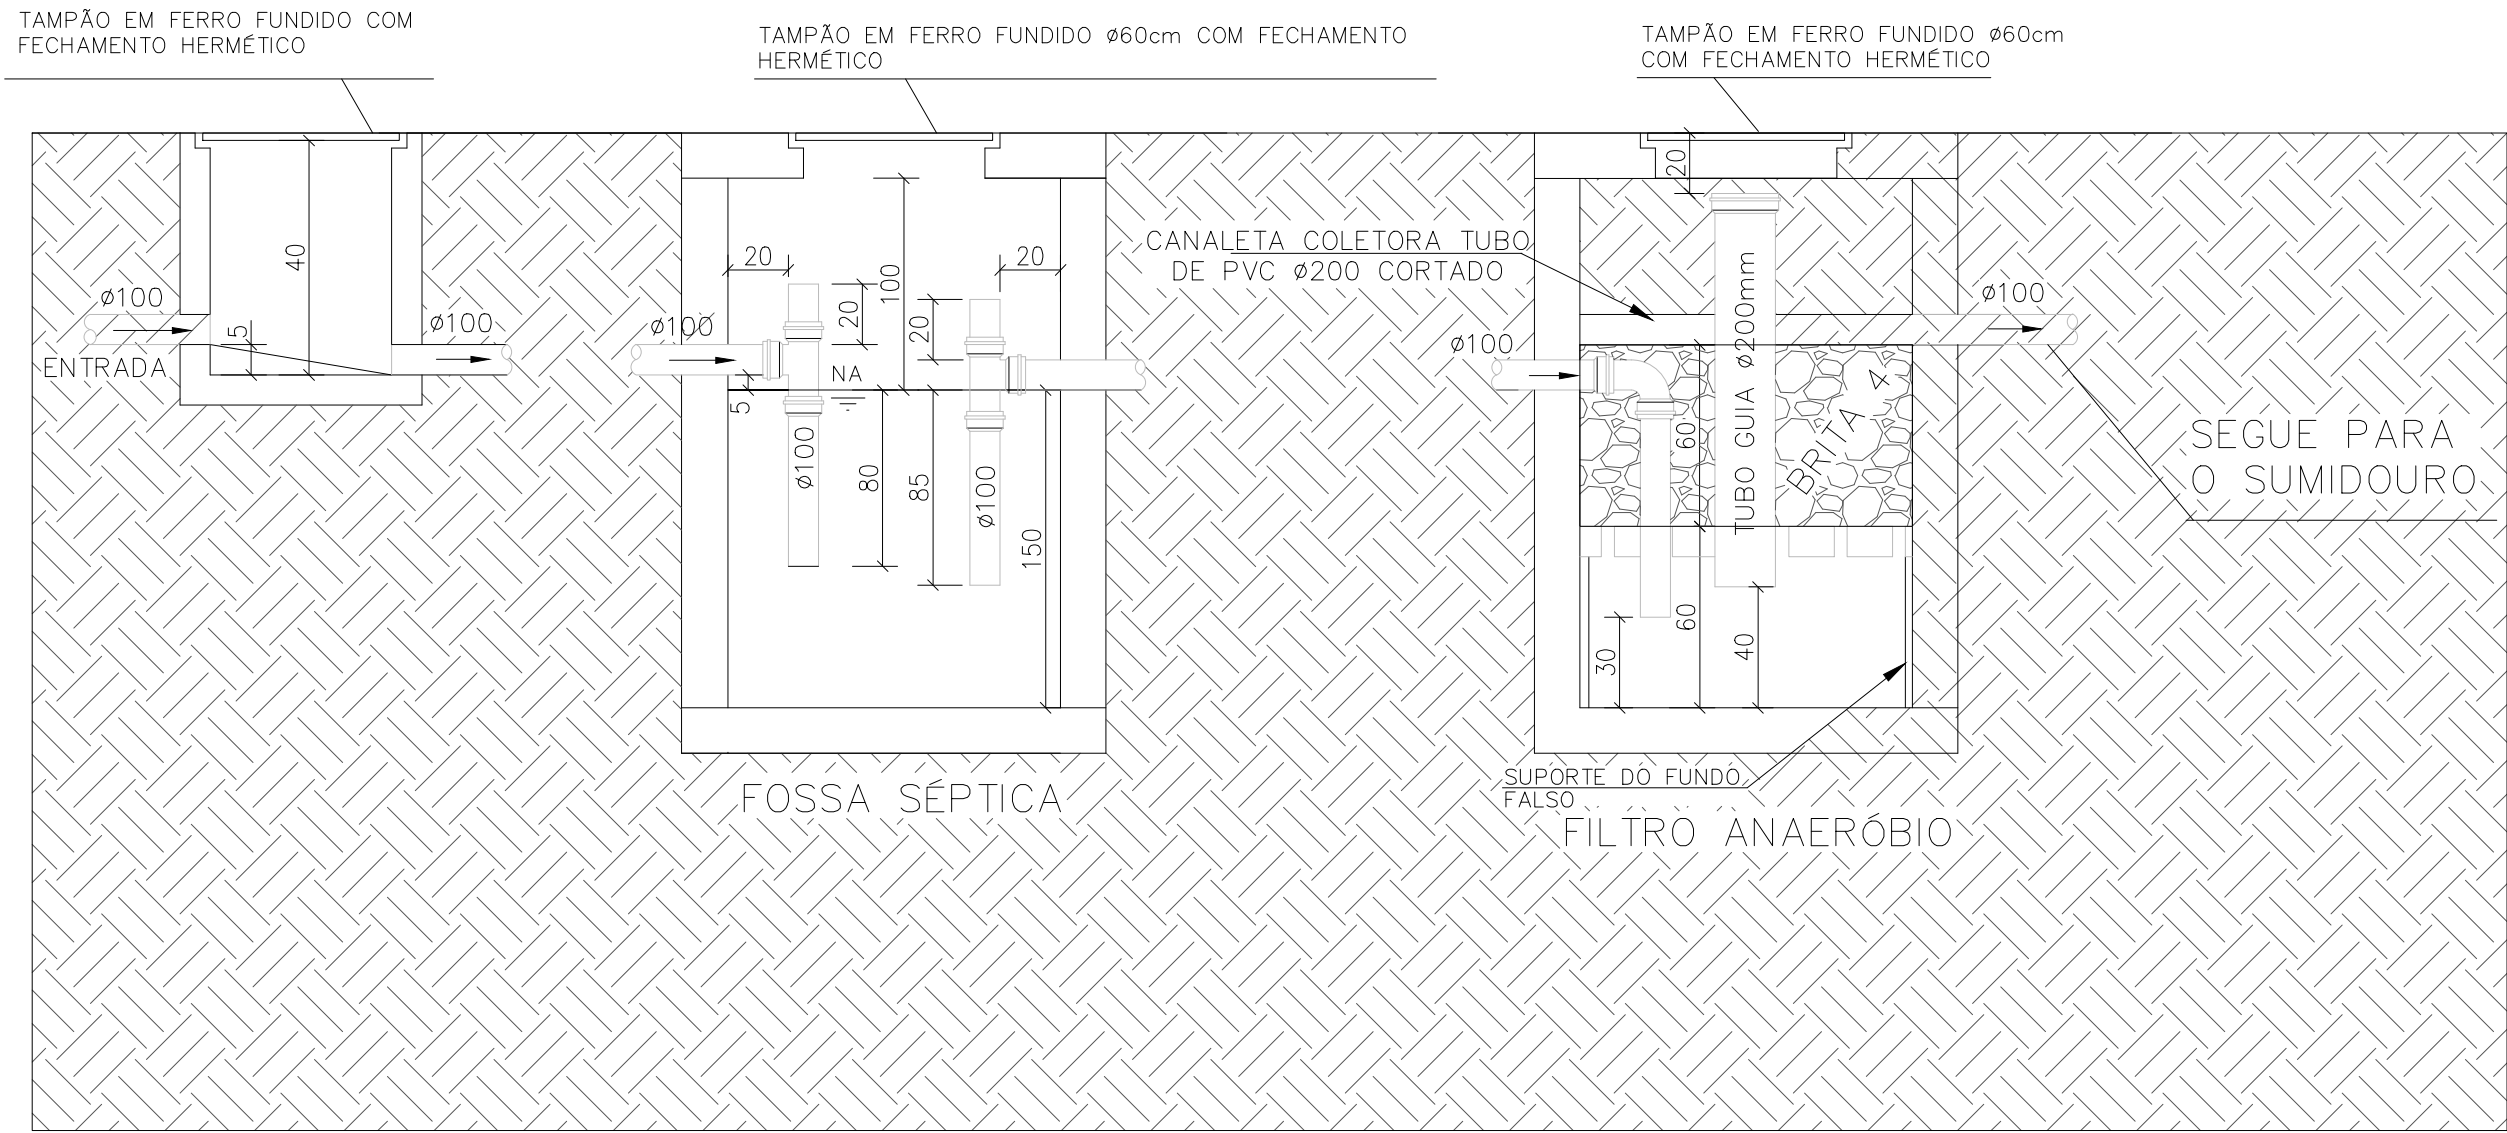 TAMPÃO EM FERRO FUNDIDO COM
FECHAMENTO HERMÉTICO
TAMPÃO EM FERRO FUNDIDO ø60cm COM FECHAMENTO
HERMÉTICO
TAMPÃO EM FERRO FUNDIDO ø60cm
COM FECHAMENTO HERMÉTICO
40
ø100
5
ENTRADA
ø100
20
20
100
20
20
ø100
NA
5
ø100
80
85
ø100
150
FOSSA SÉPTICA
20
CANALETA COLETORA TUBO
DE PVC ø200 CORTADO
ø100
TUBO GUIA ø200mm
BRITA 4
60
60
30
40
ø100
SEGUE PARA
O SUMIDOURO
SUPORTE DO FUNDO
FALSO
FILTRO ANAERÓBIO